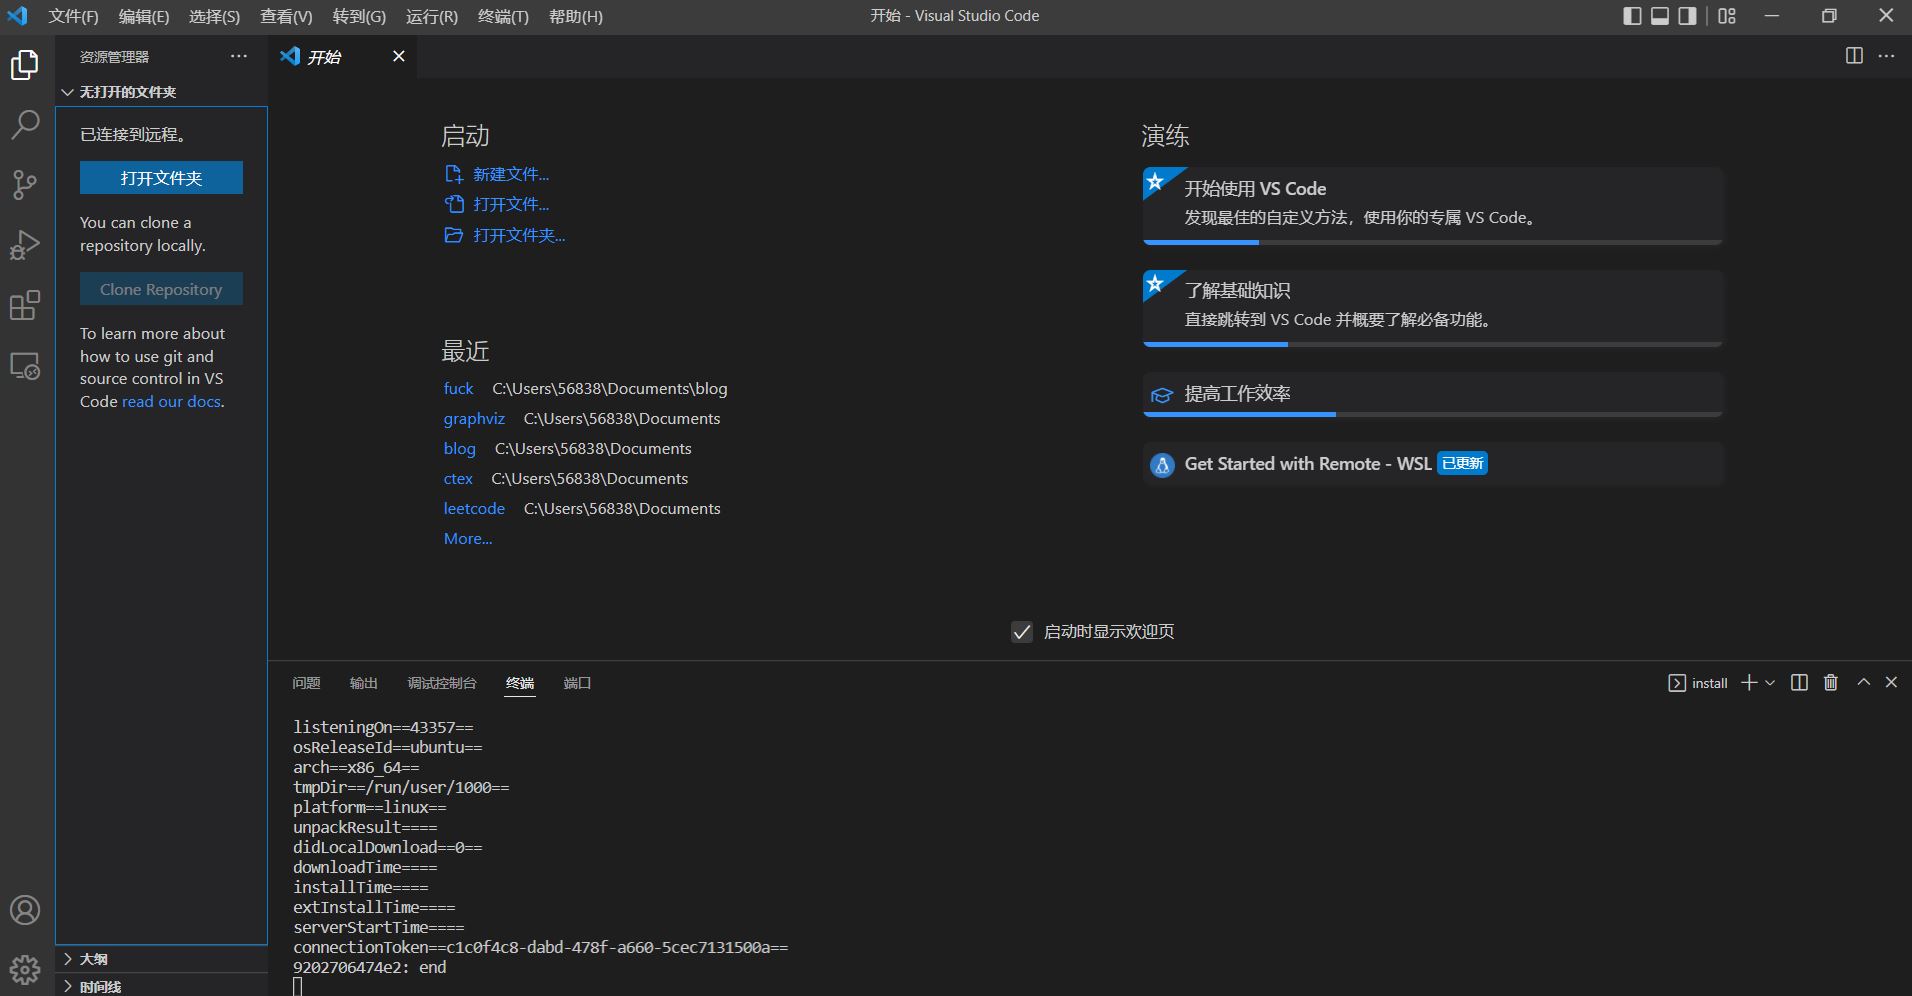 文件(F) 编辑(E) 选择(S) 查看(V) 转到(G) 运行(R) 终端(T) 帮助(H) 开始 - Visual Studio Code
资源管理器
开始
无打开的文件夹
已连接到远程。
打开文件夹
You can clone a
repository locally.
Clone Repository
To learn more about
how to use git and
source control in VS
Code read our docs.
大纲
时间线
启动
新建文件...
打开文件...
打开文件夹...
最近
fuck C:\Users\56838\Documents\blog
graphviz C:\Users\56838\Documents
blog C:\Users\56838\Documents
ctex C:\Users\56838\Documents
leetcode C:\Users\56838\Documents
More...
演练
开始使用 VS Code
发现最佳的自定义方法，使用你的专属 VS Code。
了解基础知识
直接跳转到 VS Code 并概要了解必备功能。
提高工作效率
Get Started with Remote - WSL 已更新
启动时显示欢迎页
问题 输出 调试控制台 终端 端口 install
listeningOn==43357==
osReleaseId==ubuntu==
arch==x86_64==
tmpDir==/run/user/1000==
platform==linux==
unpackResult====
didLocalDownload==0==
downloadTime====
installTime====
extInstallTime====
serverStartTime====
connectionToken==c1c0f4c8-dabd-478f-a660-5cec7131500a==
9202706474e2: end